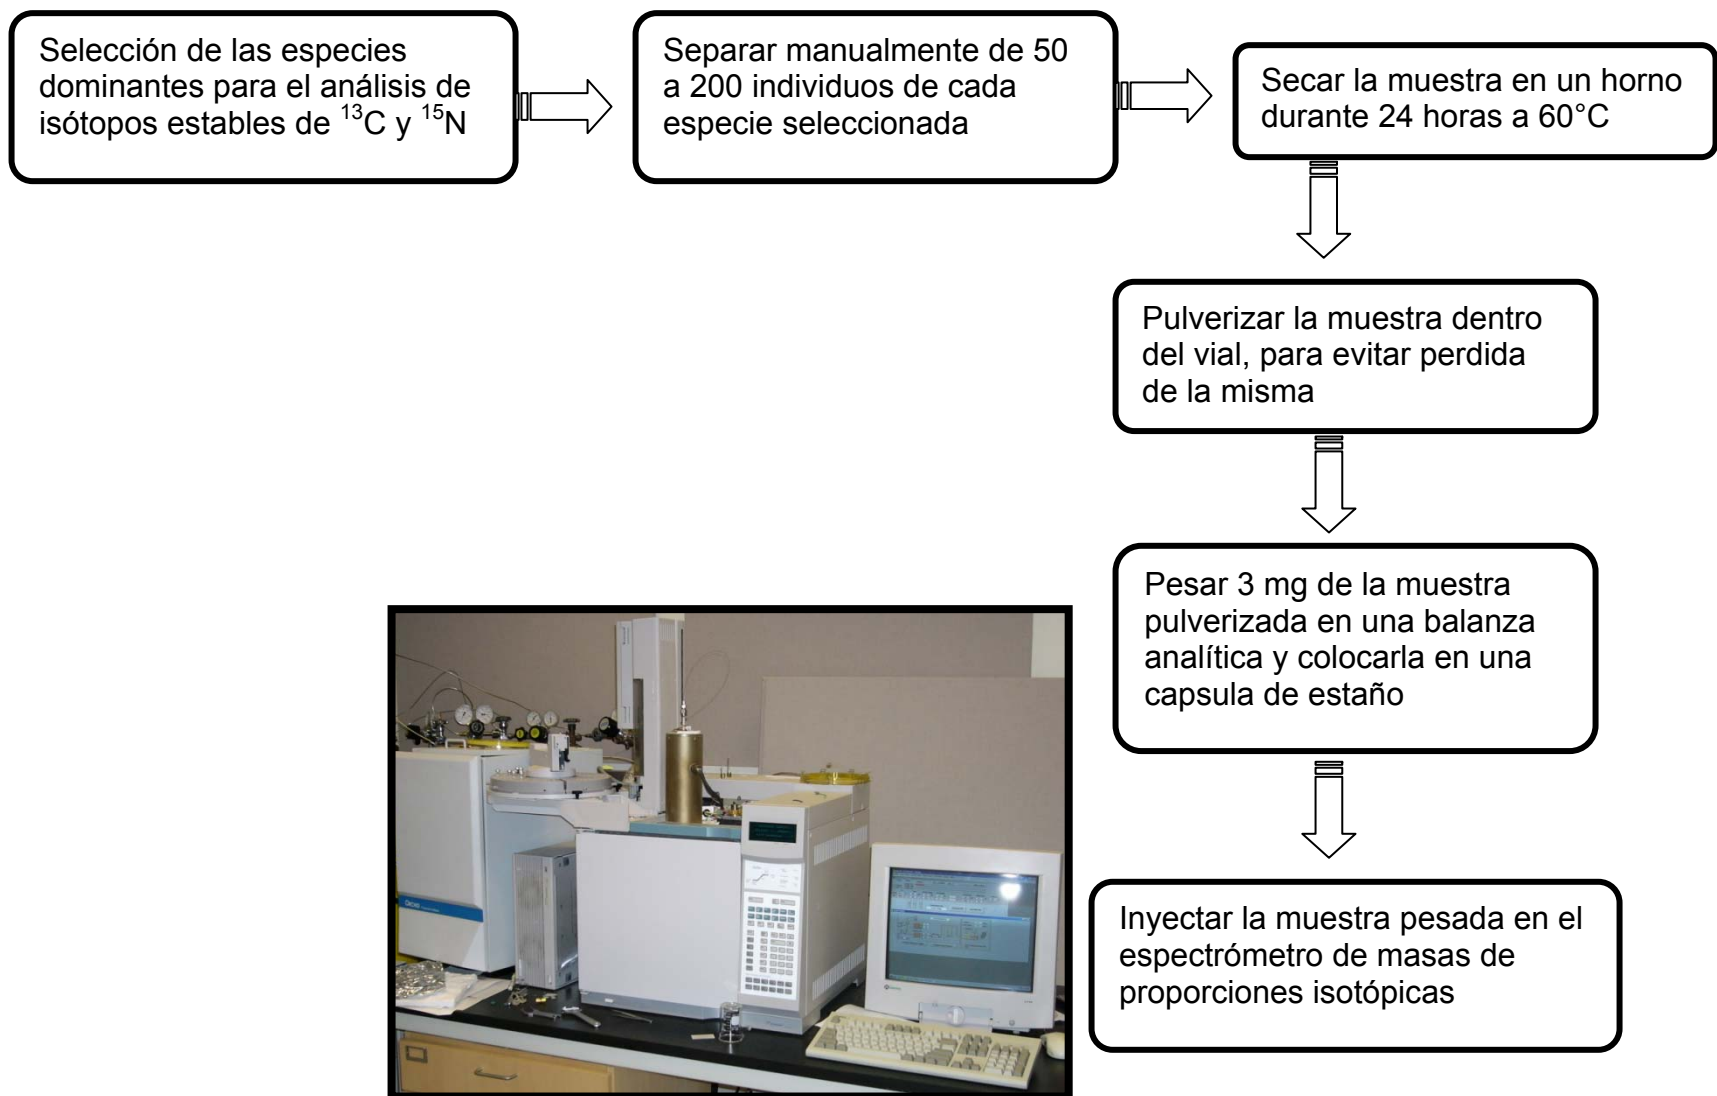 Selección de las especies
dominantes para el análisis de
isótopos estables de ¹³C y ¹⁵N
Separar manualmente de 50
a 200 individuos de cada
especie seleccionada
Secar la muestra en un horno
durante 24 horas a 60°C
Pulverizar la muestra dentro
del vial, para evitar perdida
de la misma
Pesar 3 mg de la muestra
pulverizada en una balanza
analítica y colocarla en una
capsula de estaño
Inyectar la muestra pesada en el
espectrómetro de masas de
proporciones isotópicas